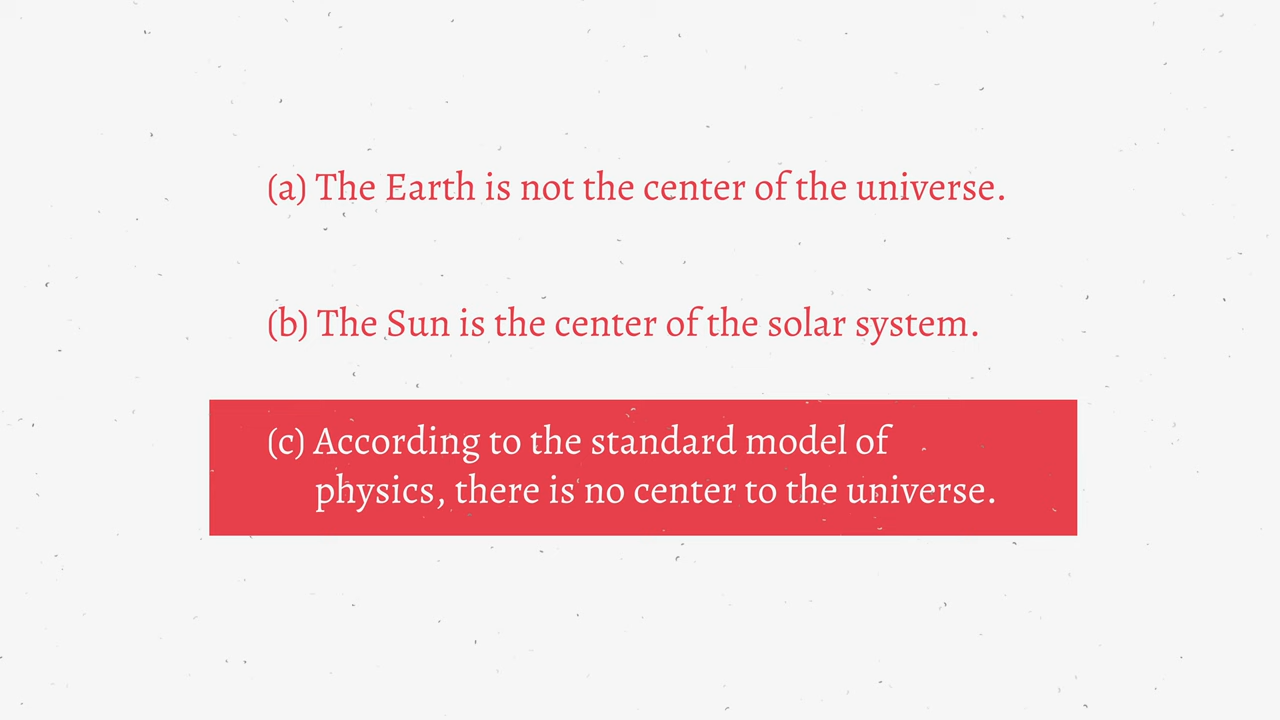 (a) The Earth is not the center of the universe.
(b) The Sun is the center of the solar system.
(c) According to the standard model of
physics, there is no center to the universe.